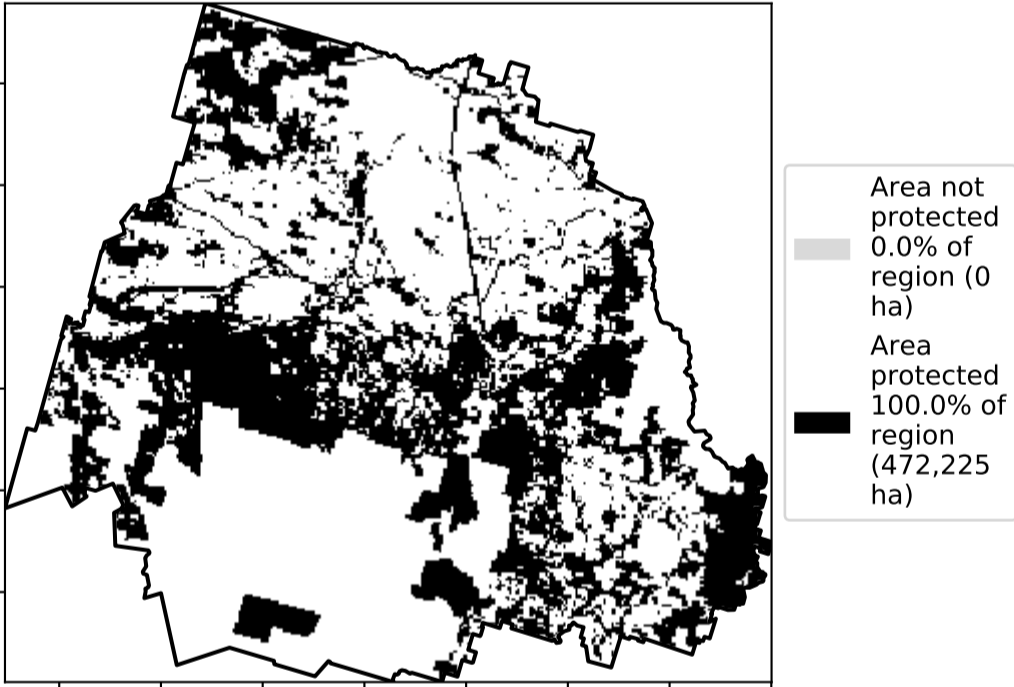 Area not
protected
0.0% of
region (0
ha)
Area
protected
100.0% of
region
(472,225
ha)